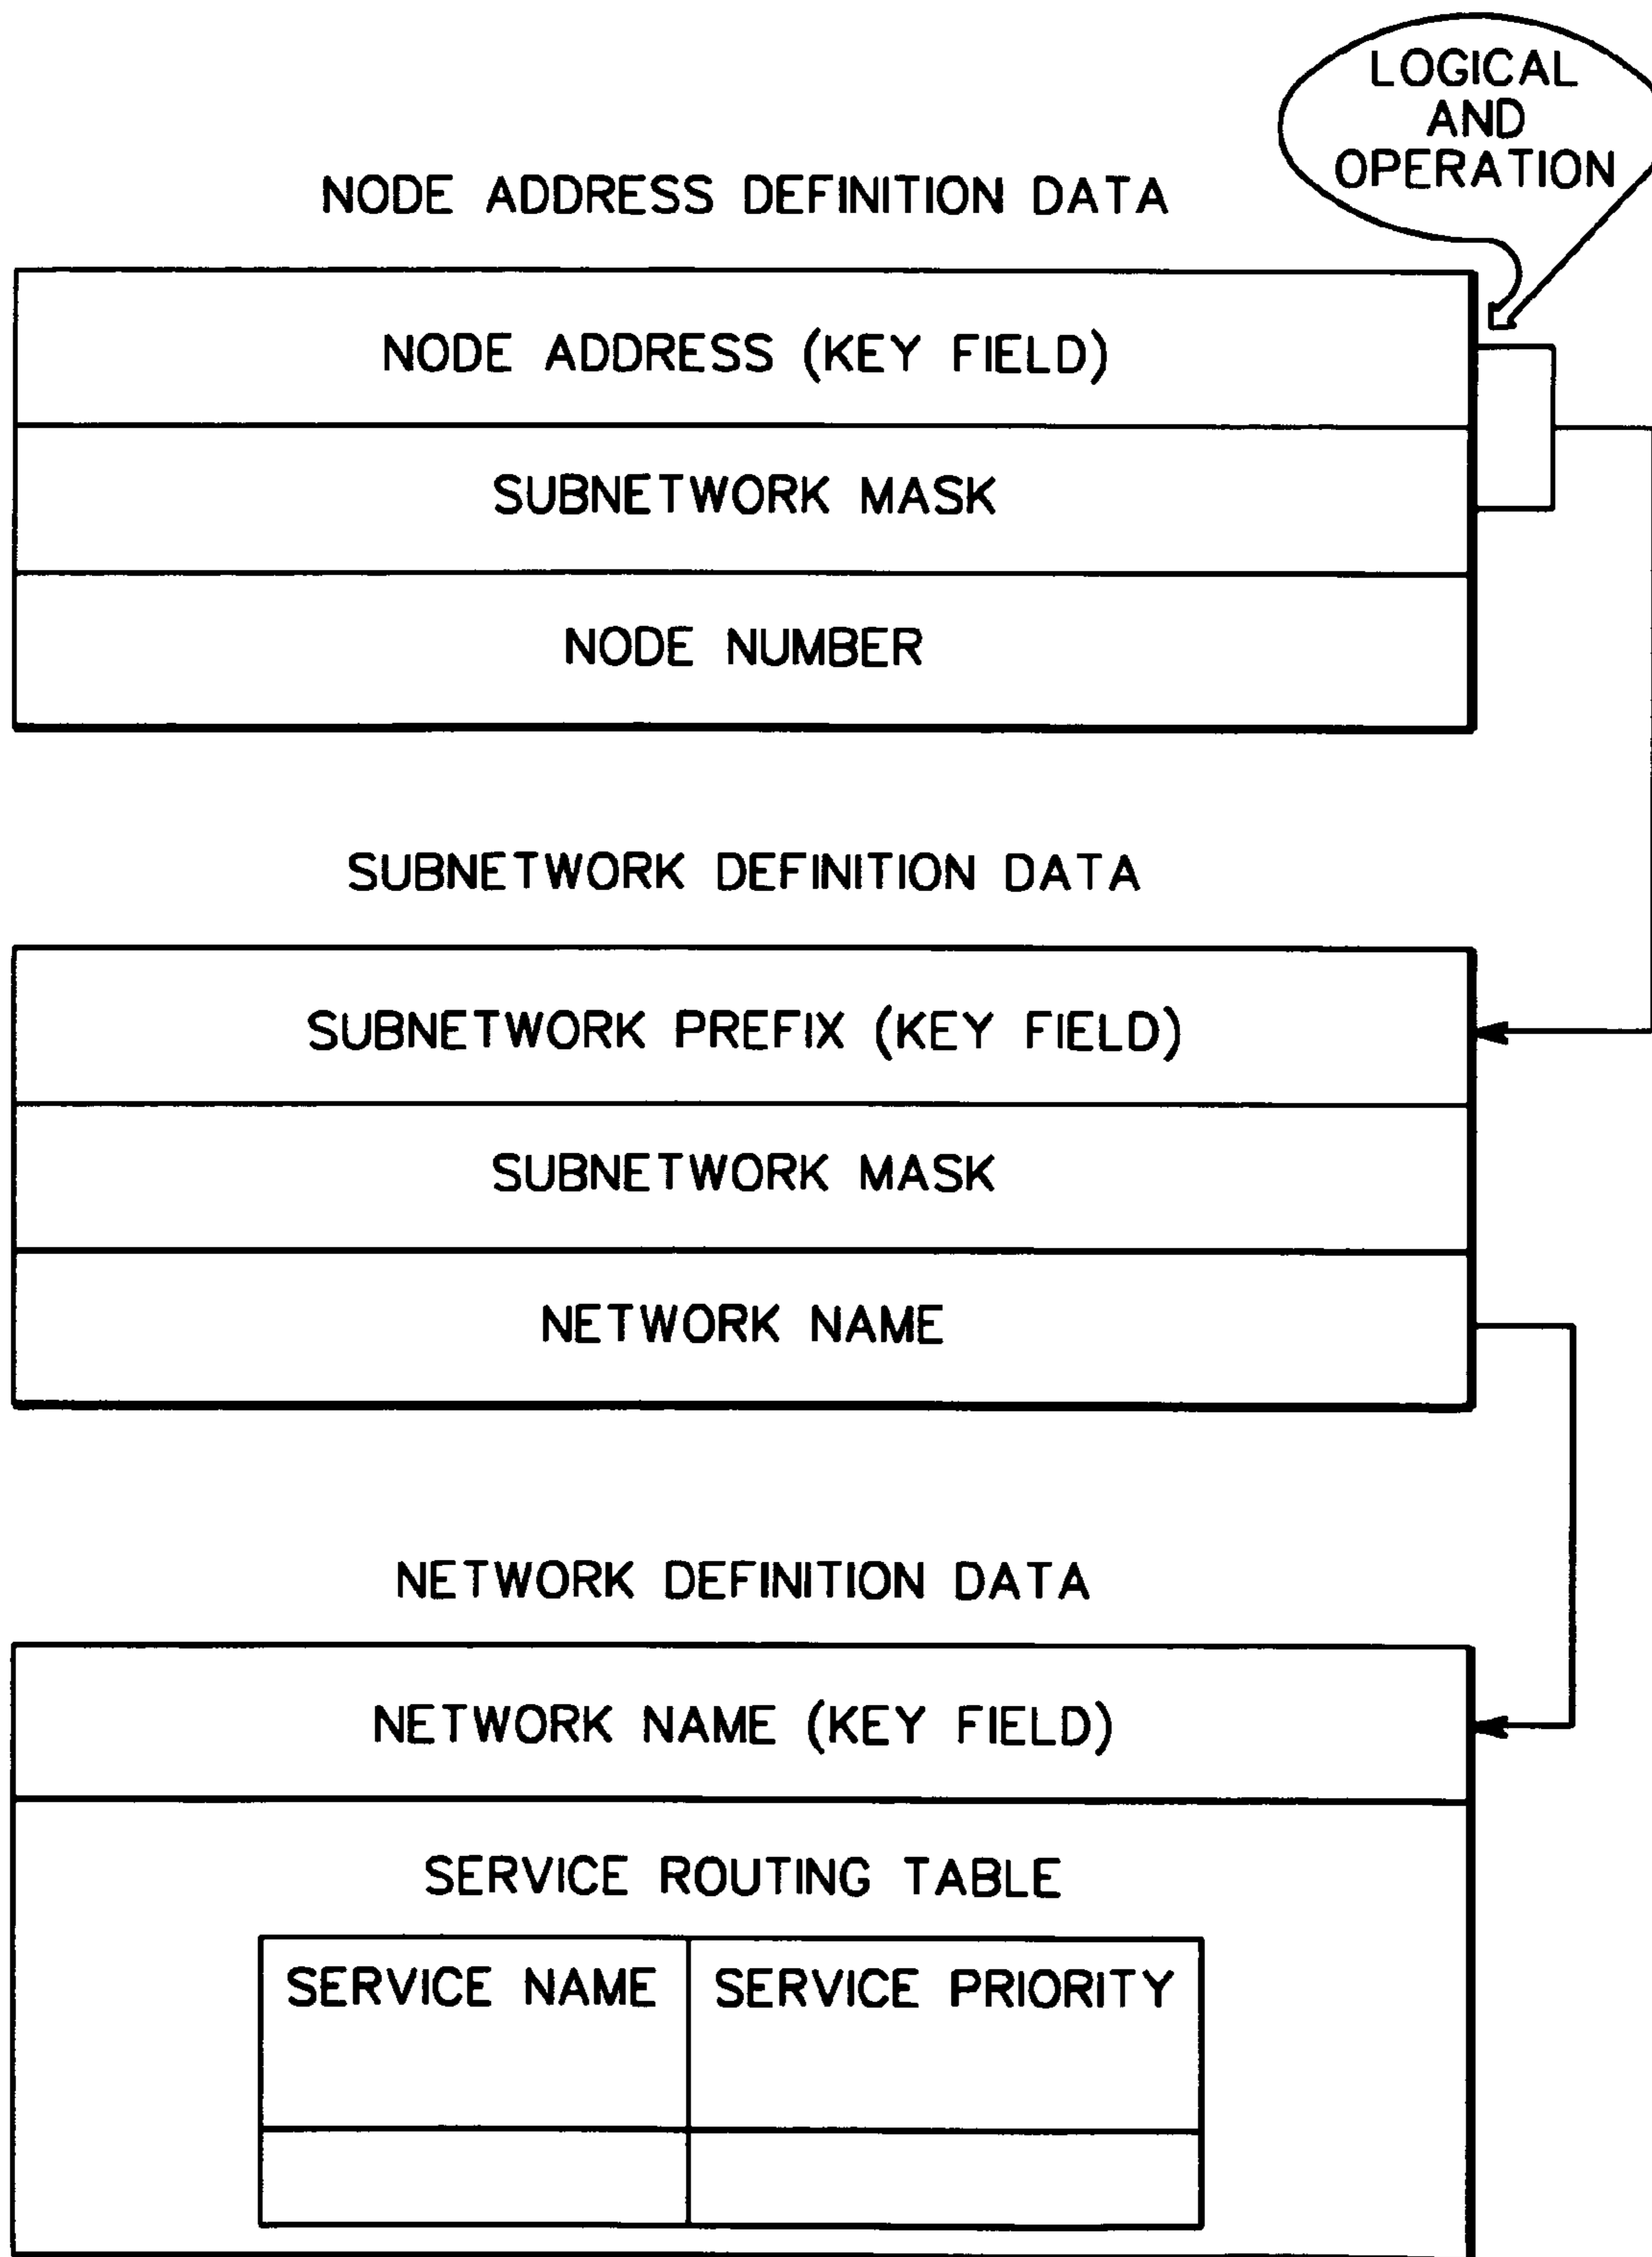 LOGICAL
AND
OPERATION
NODE ADDRESS DEFINITION DATA
NODE ADDRESS (KEY FIELD)
SUBNETWORK MASK
NODE NUMBER
SUBNETWORK DEFINITION DATA
SUBNETWORK PREFIX (KEY FIELD)
SUBNETWORK MASK
NETWORK NAME
NETWORK DEFINITION DATA
NETWORK NAME (KEY FIELD)
SERVICE ROUTING TABLE
SERVICE NAME SERVICE PRIORITY